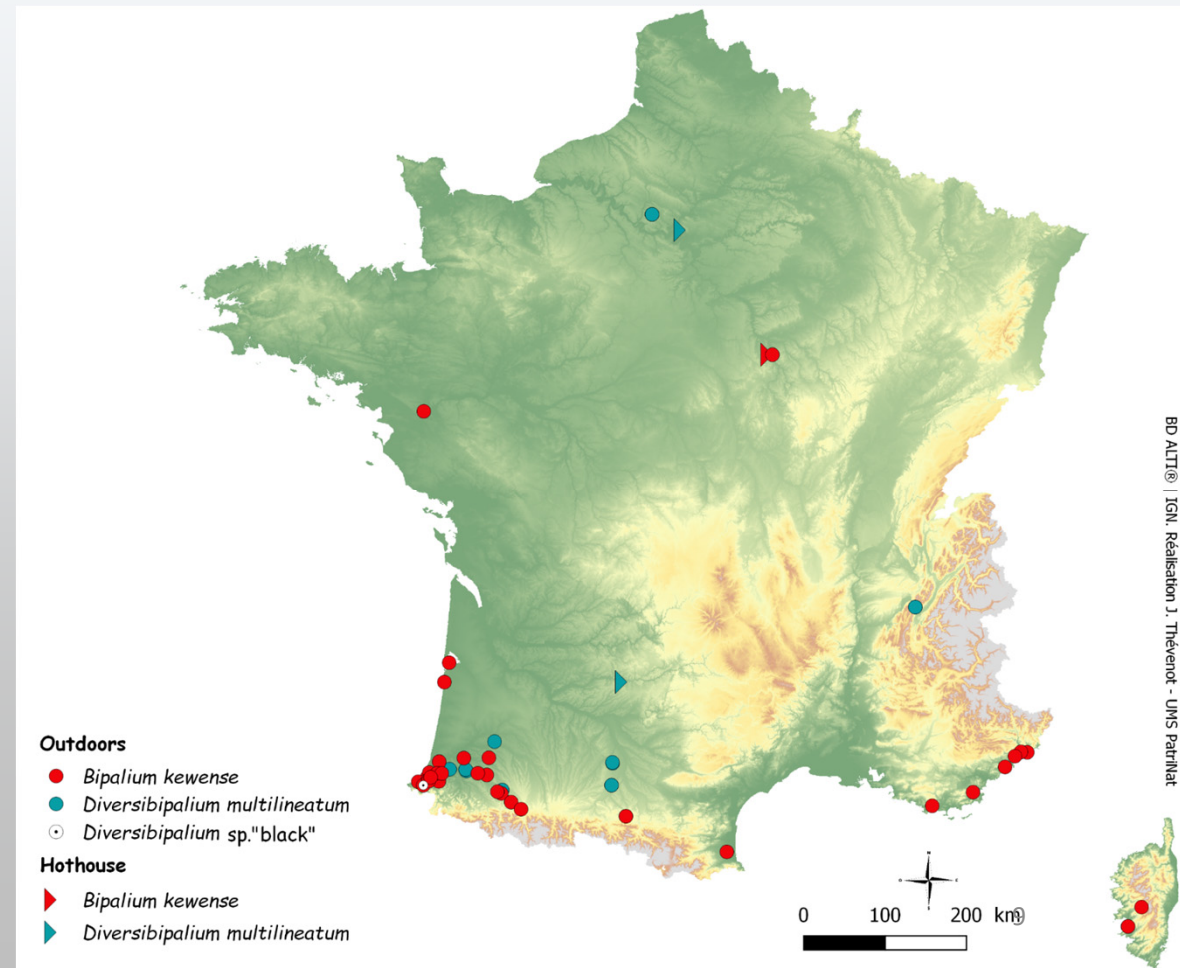 Outdoors
Bipalium kewense
Diversibipalium multilineatum
Diversibipalium sp."black"
Hothouse
Bipalium kewense
Diversibipalium multilineatum
0 100 200 km
BD ALTI® | IGN. Réalisation J. Thévenot - UMS PatriNat